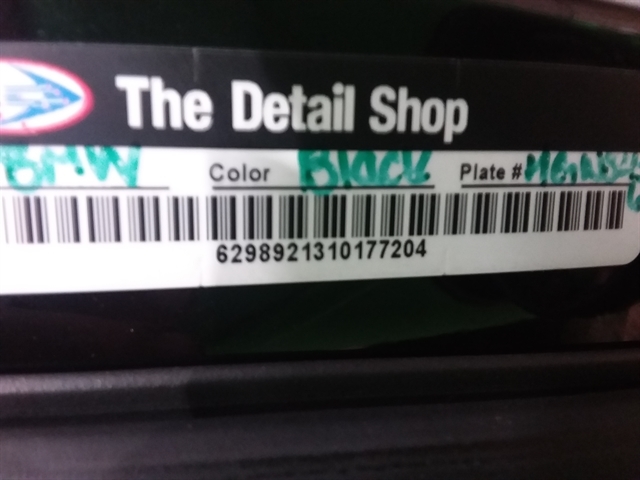 The Detail Shop
BMW Color Black Plate #
6298921310177204